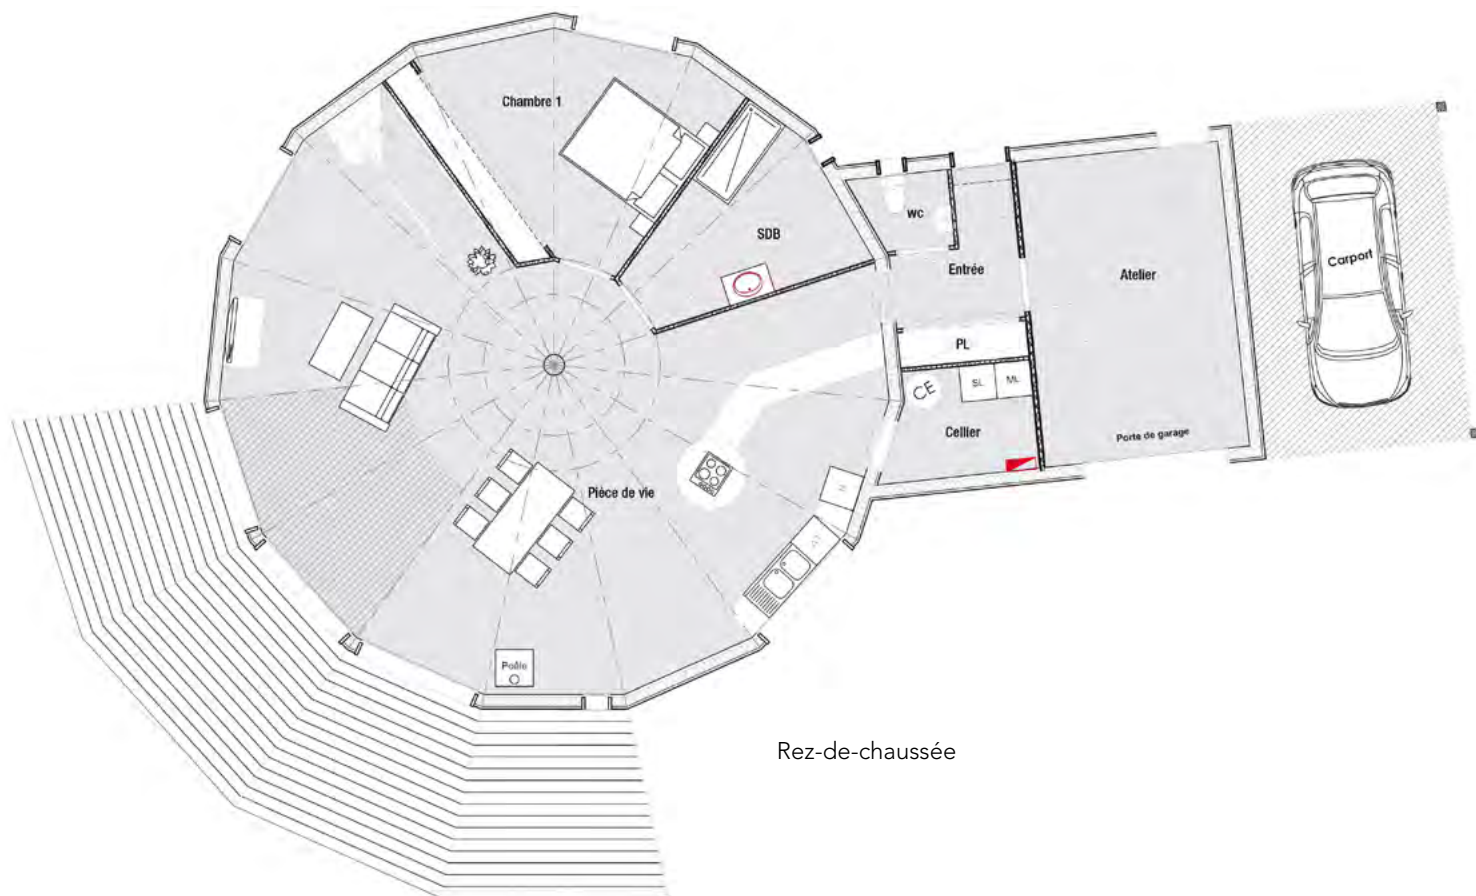 Chambre 1
WC
SDB
Entrée
Atelier
Carport
PL
CE
SL
ML
Cellier
Porte de garage
Pièce de vie
Poêle
Rez-de-chaussée